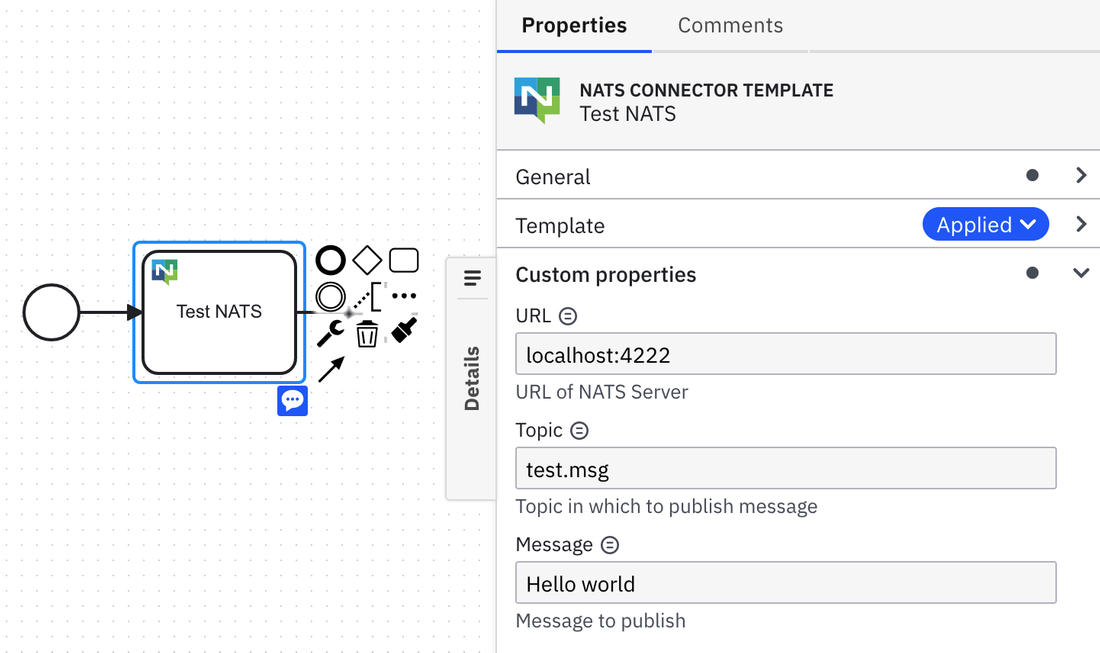 Properties
Comments
NATS CONNECTOR TEMPLATE
Test NATS
General
Template
Applied
Custom properties
URL
localhost:4222
URL of NATS Server
Topic
test.msg
Topic in which to publish message
Message
Hello world
Message to publish
Details
Test NATS